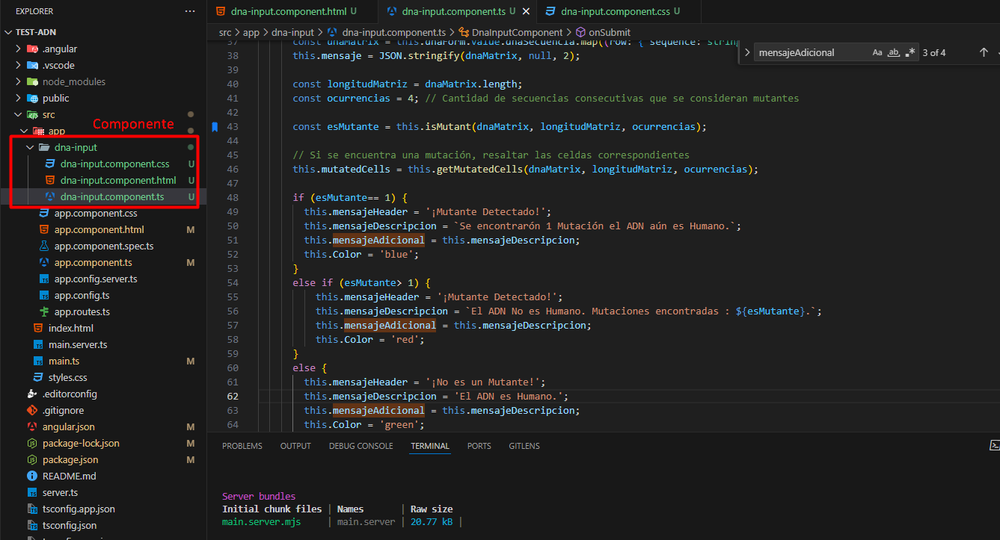 EXPLORER ···
TEST-ADN
.angular
.vscode
node_modules
public
src
Componente
app
dna-input
dna-input.component.css U
dna-input.component.html U
dna-input.component.ts U
app.component.css
app.component.html M
app.component.spec.ts
app.component.ts M
app.config.server.ts
app.config.ts
app.routes.ts
index.html
main.server.ts
main.ts M
styles.css
.editorconfig
.gitignore
angular.json M
package-lock.json M
package.json M
README.md
server.ts
tsconfig.app.json
tsconfig.json
dna-input.component.html U
dna-input.component.ts U
dna-input.component.css U
src > app > dna-input > dna-input.component.ts > DnaInputComponent > onSubmit
mensajeAdicional Aa ab .* 3 of 4
37 const dnaMatrix = this.dnaForm.value.dnaSecuencia.map((row: { sequence: strin
38 this.mensaje = JSON.stringify(dnaMatrix, null, 2);
39
40 const longitudMatriz = dnaMatrix.length;
41 const ocurrencias = 4; // Cantidad de secuencias consecutivas que se consideran mutantes
42
43 const esMutante = this.isMutant(dnaMatrix, longitudMatriz, ocurrencias);
44
45 // Si se encuentra una mutación, resaltar las celdas correspondientes
46 this.mutatedCells = this.getMutatedCells(dnaMatrix, longitudMatriz, ocurrencias);
47
48 if (esMutante== 1) {
49 this.mensajeHeader = '¡Mutante Detectado!';
50 this.mensajeDescripcion = `Se encontrarón 1 Mutación el ADN aún es Humano.`;
51 this.mensajeAdicional = this.mensajeDescripcion;
52 this.Color = 'blue';
53 }
54 else if (esMutante> 1) {
55 this.mensajeHeader = '¡Mutante Detectado!';
56 this.mensajeDescripcion = `El ADN No es Humano. Mutaciones encontradas : ${esMutante}.`;
57 this.mensajeAdicional = this.mensajeDescripcion;
58 this.Color = 'red';
59 }
60 else {
61 this.mensajeHeader = '¡No es un Mutante!';
62 this.mensajeDescripcion = 'El ADN es Humano.';
63 this.mensajeAdicional = this.mensajeDescripcion;
64 this.Color = 'green';
PROBLEMS OUTPUT DEBUG CONSOLE TERMINAL PORTS GITLENS
Server bundles
Initial chunk files | Names | Raw size
main.server.mjs | main.server | 20.77 kB |